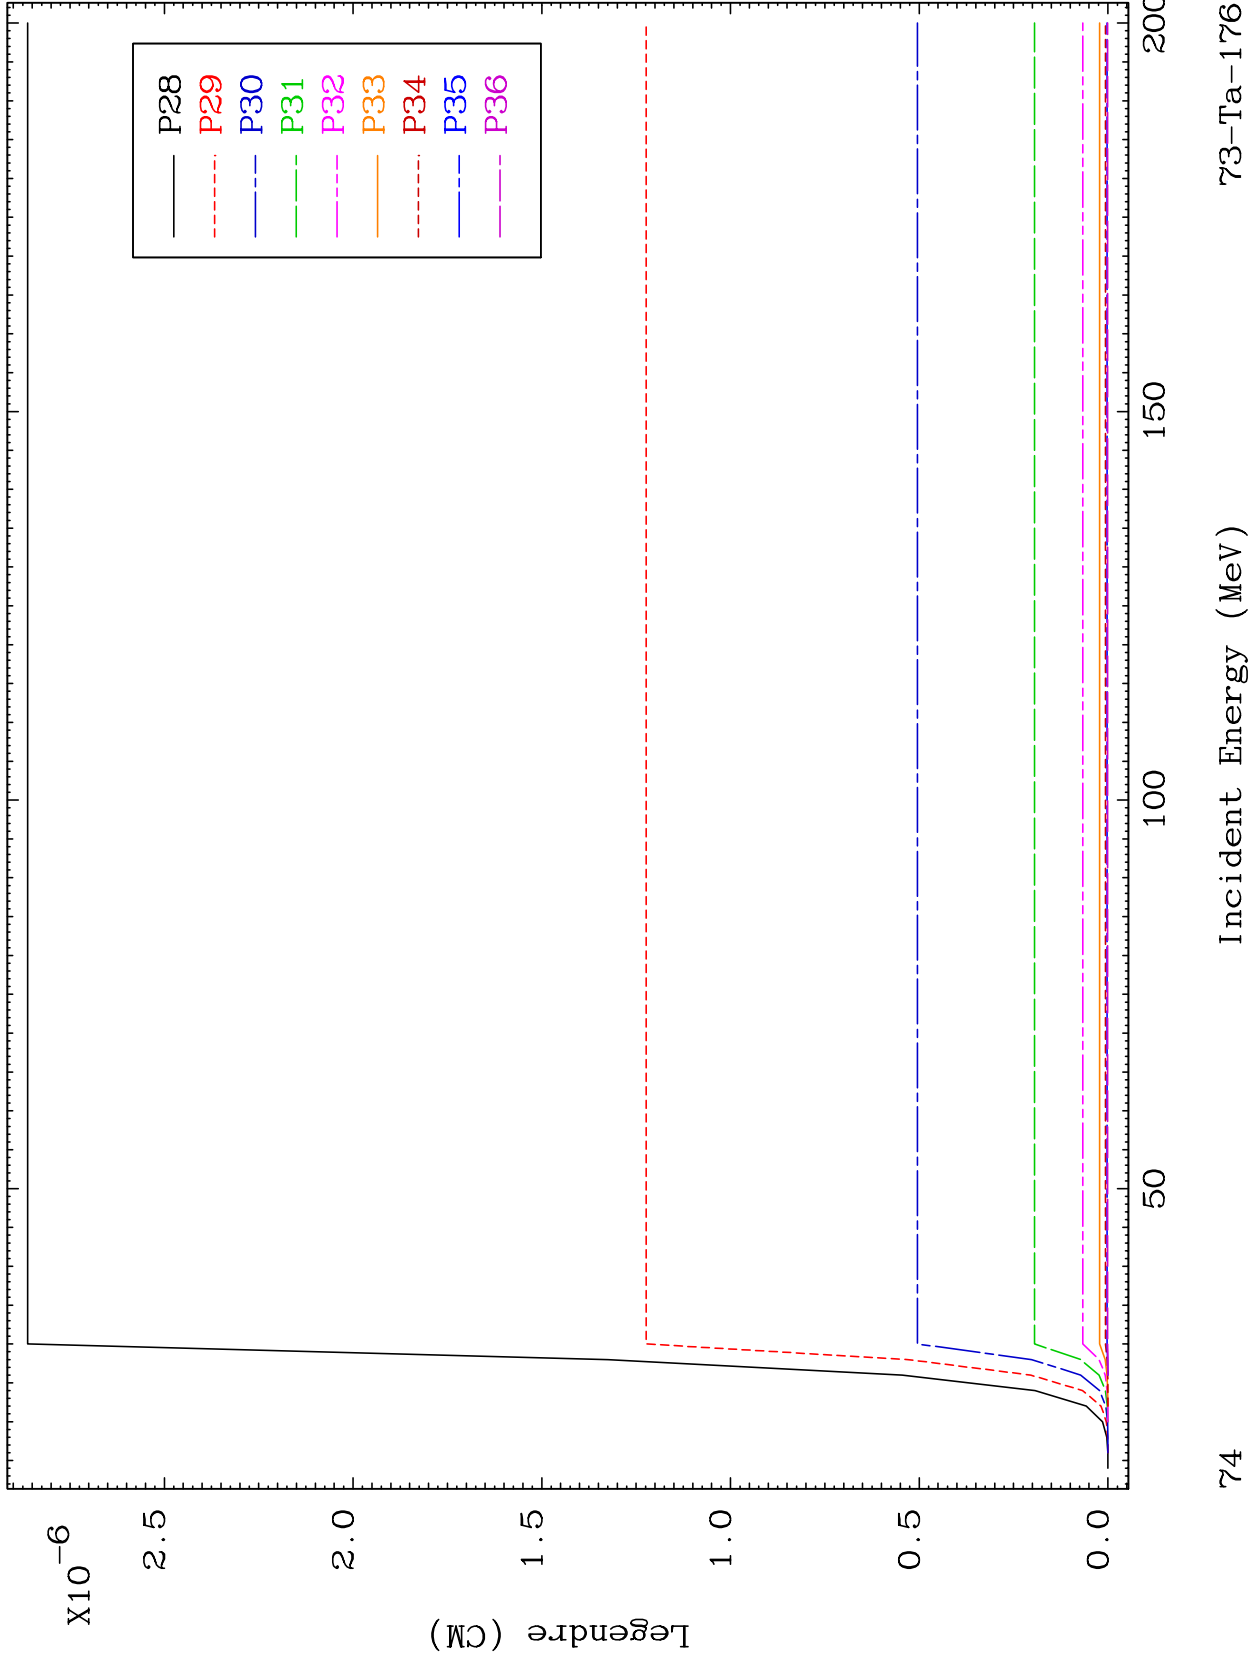 X10-6
2.5
2.0
1.5
1.0
0.5
0.0
Legendre (CM)
P28
P29
P30
P31
P32
P33
P34
P35
P36
50
100
150
200
Incident Energy (MeV)
74
73-Ta-176